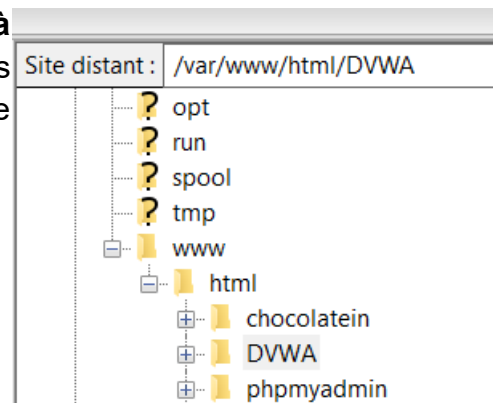 à
s Site distant : /var/www/html/DVWA
e
opt
run
spool
tmp
www
html
chocolatein
DVWA
phpmyadmin